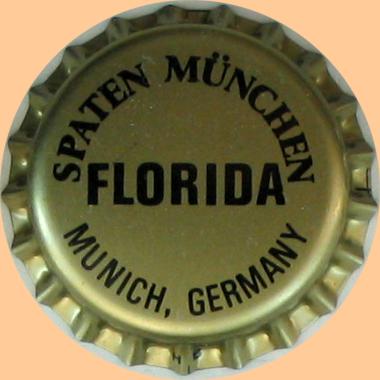 SPATEN MÜNCHEN
FLORIDA
MUNICH, GERMANY